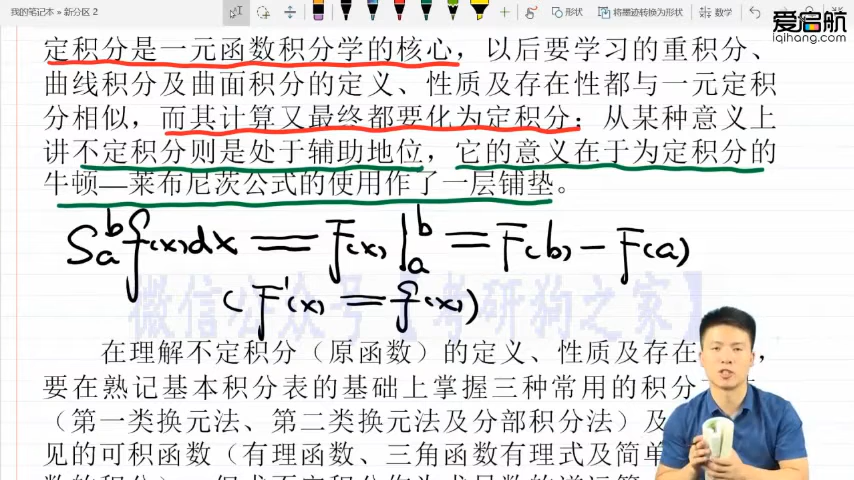 我的笔记本 » 新分区 2
形状
将墨迹转换为形状
数学
爱启航
iqihang.com
定积分是一元函数积分学的核心，以后要学习的重积分、
曲线积分及曲面积分的定义、性质及存在性都与一元定积
分相似，而其计算又最终都要化为定积分；从某种意义上
讲不定积分则是处于辅助地位，它的意义在于为定积分的
牛顿—莱布尼茨公式的使用作了一层铺垫。
∫ₐᵇ f(x)dx = F(x)|ₐᵇ = F(b) - F(a)
( F'(x) = f(x) )
微信公众号【考研狗之家】
在理解不定积分（原函数）的定义、性质及存在
要在熟记基本积分表的基础上掌握三种常用的积分
（第一类换元法、第二类换元法及分部积分法）及
见的可积函数（有理函数、三角函数有理式及简单